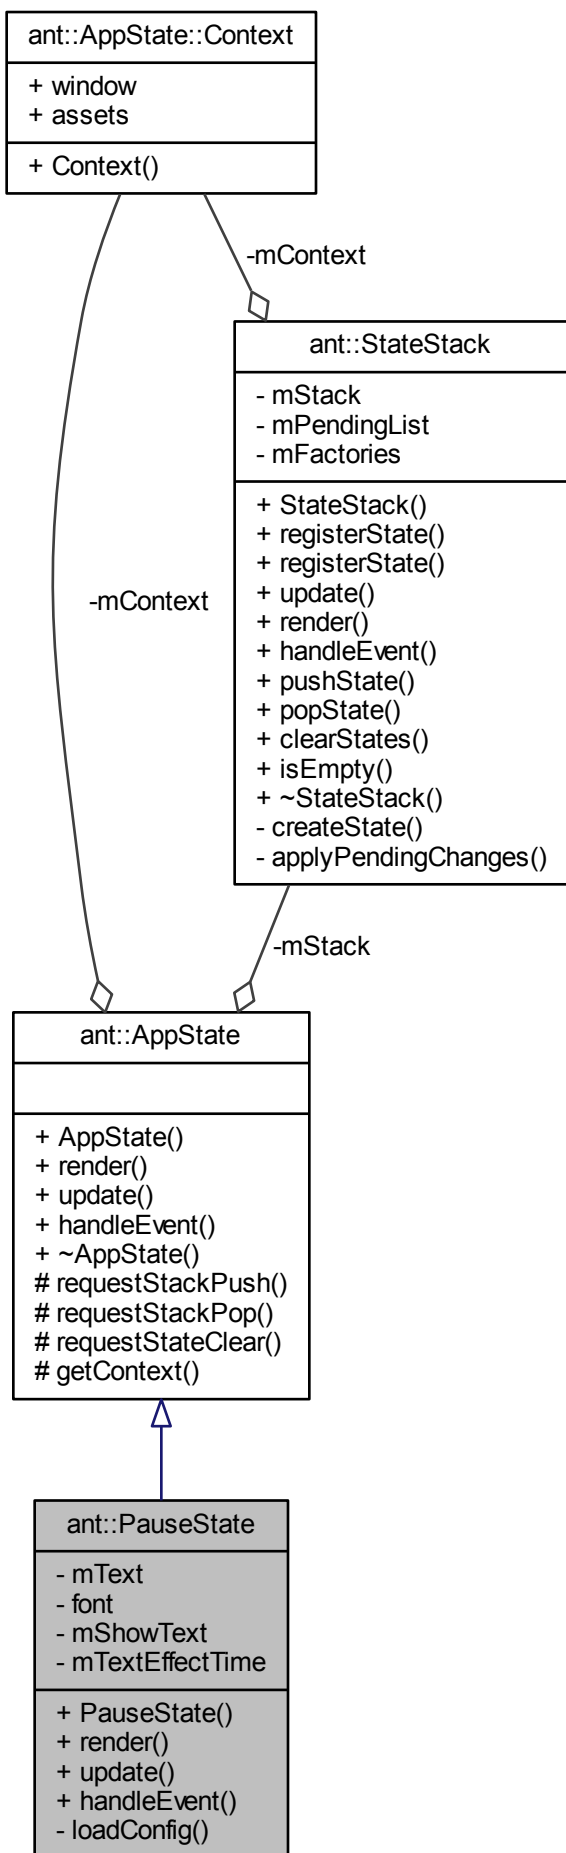 ant::AppState::Context
+ window
+ assets
+ Context()
-mContext
ant::StateStack
- mStack
- mPendingList
- mFactories
+ StateStack()
+ registerState()
+ registerState()
+ update()
+ render()
+ handleEvent()
+ pushState()
+ popState()
+ clearStates()
+ isEmpty()
+ ~StateStack()
- createState()
- applyPendingChanges()
-mContext
-mStack
ant::AppState
+ AppState()
+ render()
+ update()
+ handleEvent()
+ ~AppState()
# requestStackPush()
# requestStackPop()
# requestStateClear()
# getContext()
ant::PauseState
- mText
- font
- mShowText
- mTextEffectTime
+ PauseState()
+ render()
+ update()
+ handleEvent()
- loadConfig()